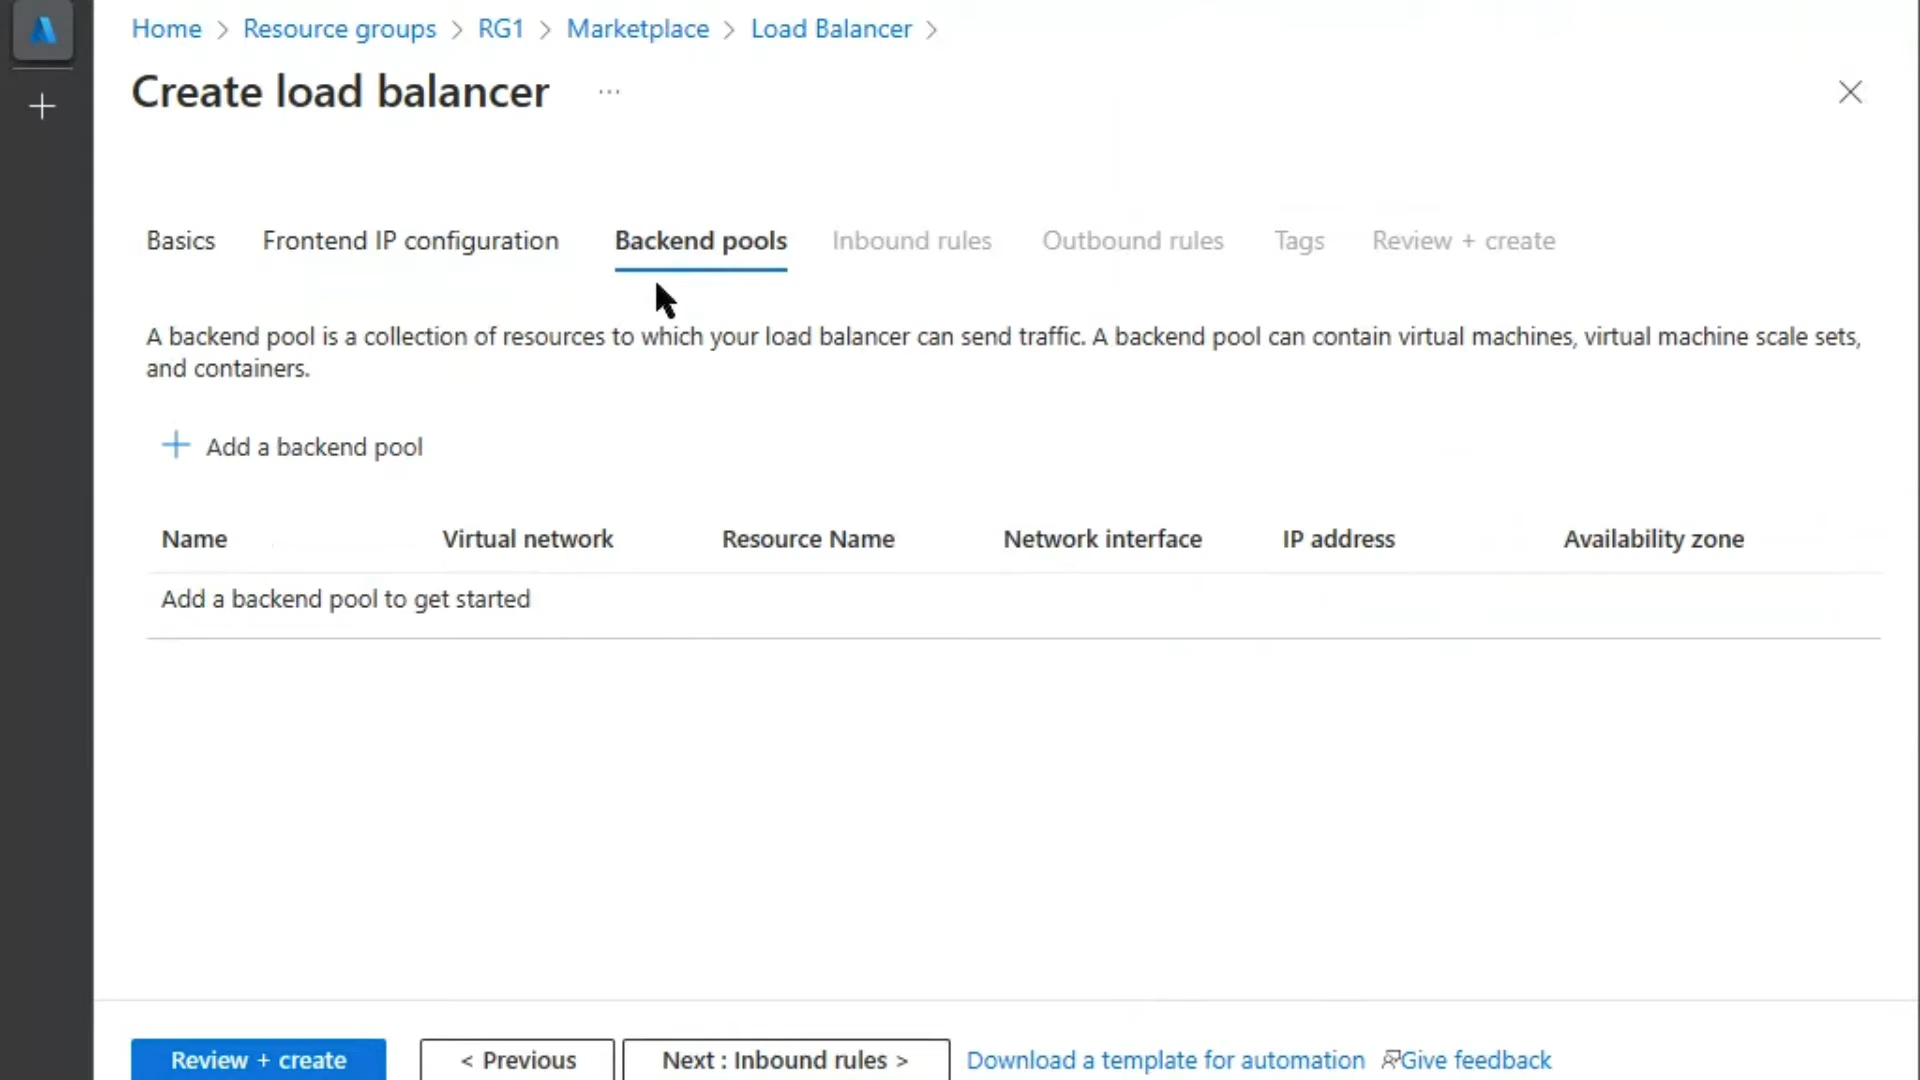 Home > Resource groups > RG1 > Marketplace > Load Balancer >
Create load balancer ...
Basics Frontend IP configuration Backend pools Inbound rules Outbound rules Tags Review + create
A backend pool is a collection of resources to which your load balancer can send traffic. A backend pool can contain virtual machines, virtual machine scale sets,
and containers.
+ Add a backend pool
Name Virtual network Resource Name Network interface IP address Availability zone
Add a backend pool to get started
Review + create < Previous Next : Inbound rules > Download a template for automation Give feedback